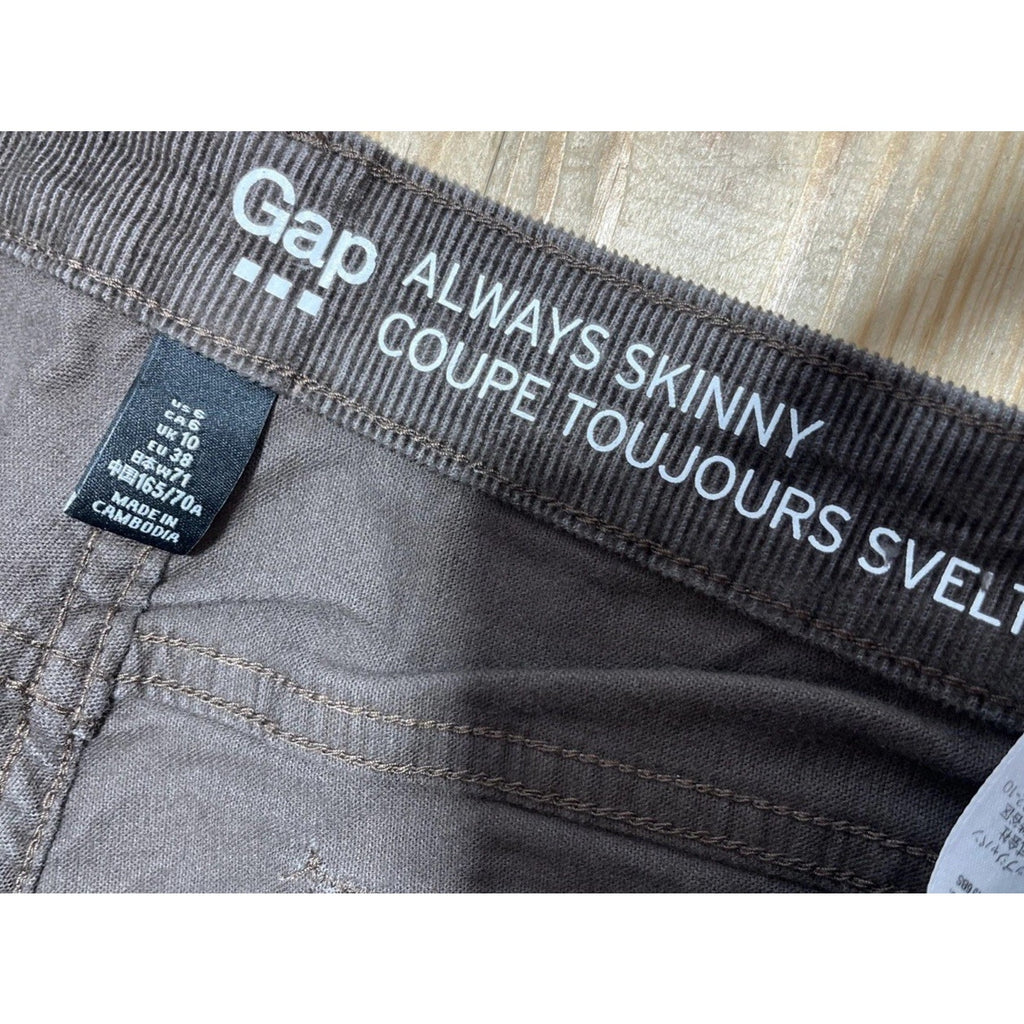 Gap
ALWAYS SKINNY
COUPE TOUJOURS SVELT
US 6
CA 6
UK 10
EU 38
日本W71
中国165/70A
MADE IN
CAMBODIA